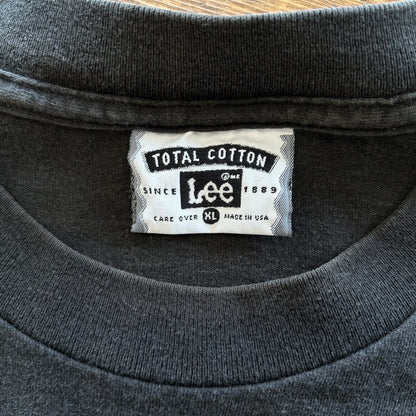 TOTAL COTTON
SINCE Lee ® M.R. 1889
CARE OVER XL MADE IN USA